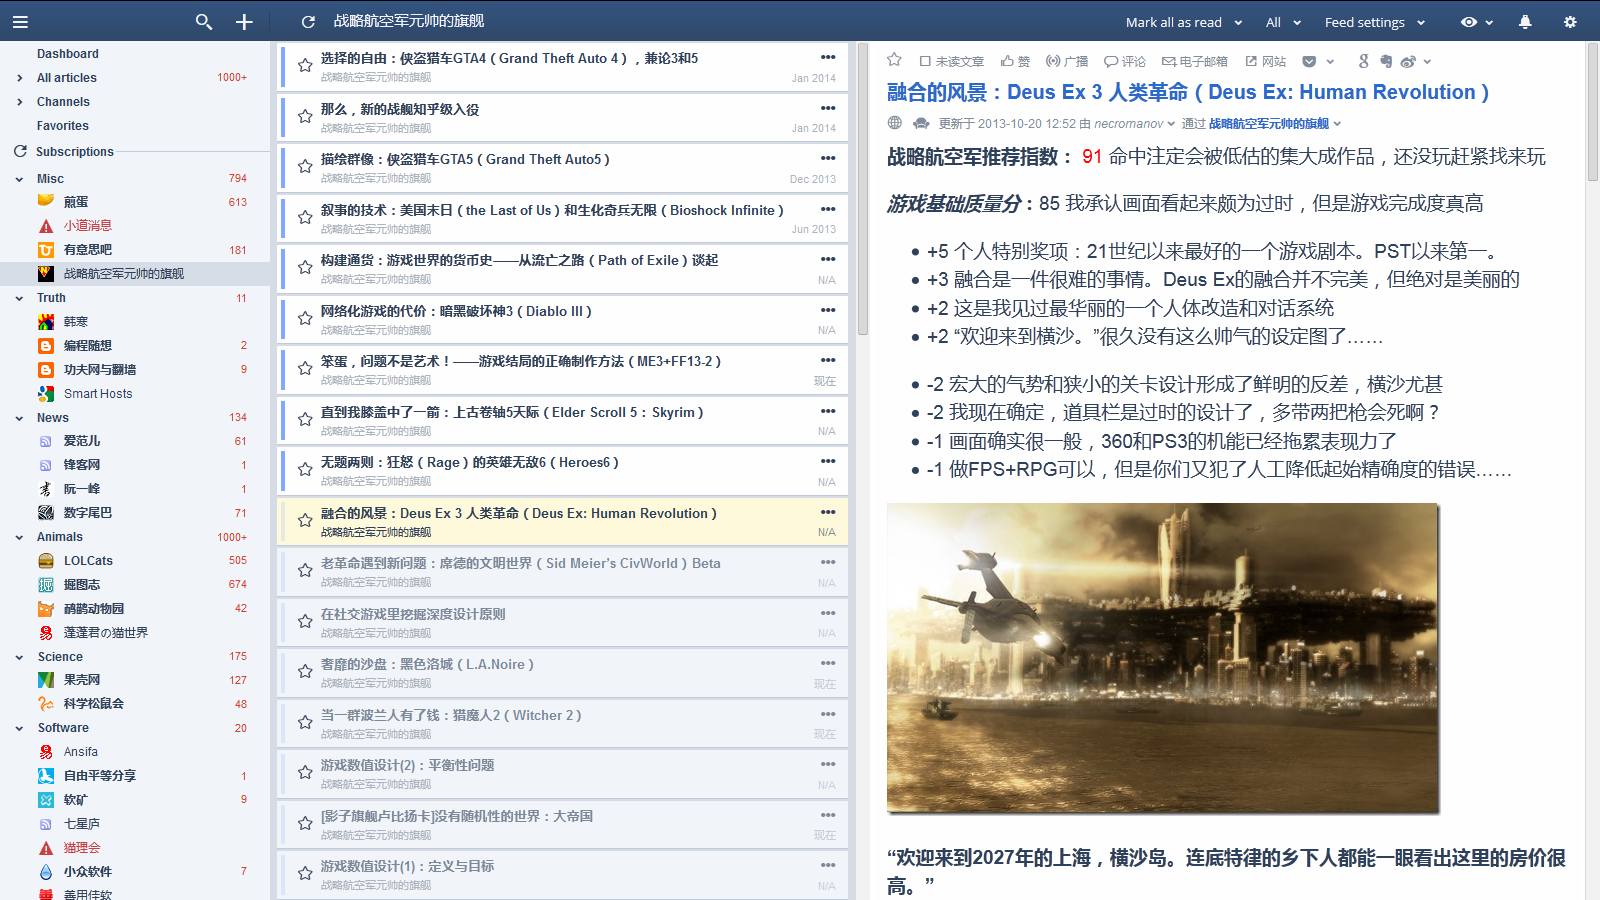 战略航空军元帅的旗舰
Mark all as read
All
Feed settings
Dashboard
All articles 1000+
Channels
Favorites
Subscriptions
Misc 794
煎蛋 613
小道消息
有意思吧 181
战略航空军元帅的旗舰
Truth 11
韩寒
编程随想 2
功夫网与翻墙 9
Smart Hosts
News 134
爱范儿 61
锋客网 1
阮一峰 1
数字尾巴 71
Animals 1000+
LOLCats 505
掘图志 674
鹋鹋动物园 42
蓬蓬君の猫世界
Science 175
果壳网 127
科学松鼠会 48
Software 20
Ansifa
自由平等分享 1
软矿 9
七星庐
猫理会
小众软件 7
善用佳软
选择的自由：侠盗猎车GTA4（Grand Theft Auto 4），兼论3和5
战略航空军元帅的旗舰 Jan 2014
那么，新的战舰知乎级入役
战略航空军元帅的旗舰 Jan 2014
描绘群像：侠盗猎车GTA5（Grand Theft Auto5）
战略航空军元帅的旗舰 Dec 2013
叙事的技术：美国末日（the Last of Us）和生化奇兵无限（Bioshock Infinite）
战略航空军元帅的旗舰 Jun 2013
构建通货：游戏世界的货币史——从流亡之路（Path of Exile）谈起
战略航空军元帅的旗舰 N/A
网络化游戏的代价：暗黑破坏神3（Diablo III）
战略航空军元帅的旗舰 N/A
笨蛋，问题不是艺术！——游戏结局的正确制作方法（ME3+FF13-2）
战略航空军元帅的旗舰 现在
直到我膝盖中了一箭：上古卷轴5天际（Elder Scroll 5：Skyrim）
战略航空军元帅的旗舰 N/A
无题两则：狂怒（Rage）的英雄无敌6（Heroes6）
战略航空军元帅的旗舰 N/A
融合的风景：Deus Ex 3 人类革命（Deus Ex: Human Revolution）
战略航空军元帅的旗舰 N/A
老革命遇到新问题：席德的文明世界（Sid Meier's CivWorld）Beta
战略航空军元帅的旗舰 N/A
在社交游戏里挖掘深度设计原则
战略航空军元帅的旗舰 N/A
奢靡的沙盘：黑色洛城（L.A.Noire）
战略航空军元帅的旗舰 现在
当一群波兰人有了钱：猎魔人2（Witcher 2）
战略航空军元帅的旗舰 现在
游戏数值设计(2)：平衡性问题
战略航空军元帅的旗舰 N/A
[影子旗舰卢比扬卡]没有随机性的世界：大帝国
战略航空军元帅的旗舰 现在
游戏数值设计(1)：定义与目标
战略航空军元帅的旗舰 N/A
未读文章 赞 广播 评论 电子邮箱 网站
融合的风景：Deus Ex 3 人类革命（Deus Ex: Human Revolution）
更新于 2013-10-20 12:52 由 necromanov 通过 战略航空军元帅的旗舰
战略航空军推荐指数： 91 命中注定会被低估的集大成作品，还没玩赶紧找来玩
游戏基础质量分：85 我承认画面看起来颇为过时，但是游戏完成度真高
+5 个人特别奖项：21世纪以来最好的一个游戏剧本。PST以来第一。
+3 融合是一件很难的事情。Deus Ex的融合并不完美，但绝对是美丽的
+2 这是我见过最华丽的一个人体改造和对话系统
+2 “欢迎来到横沙。”很久没有这么帅气的设定图了……
-2 宏大的气势和狭小的关卡设计形成了鲜明的反差，横沙尤甚
-2 我现在确定，道具栏是过时的设计了，多带两把枪会死啊？
-1 画面确实很一般，360和PS3的机能已经拖累表现力了
-1 做FPS+RPG可以，但是你们又犯了人工降低起始精确度的错误……
“欢迎来到2027年的上海，横沙岛。连底特律的乡下人都能一眼看出这里的房价很
高。”